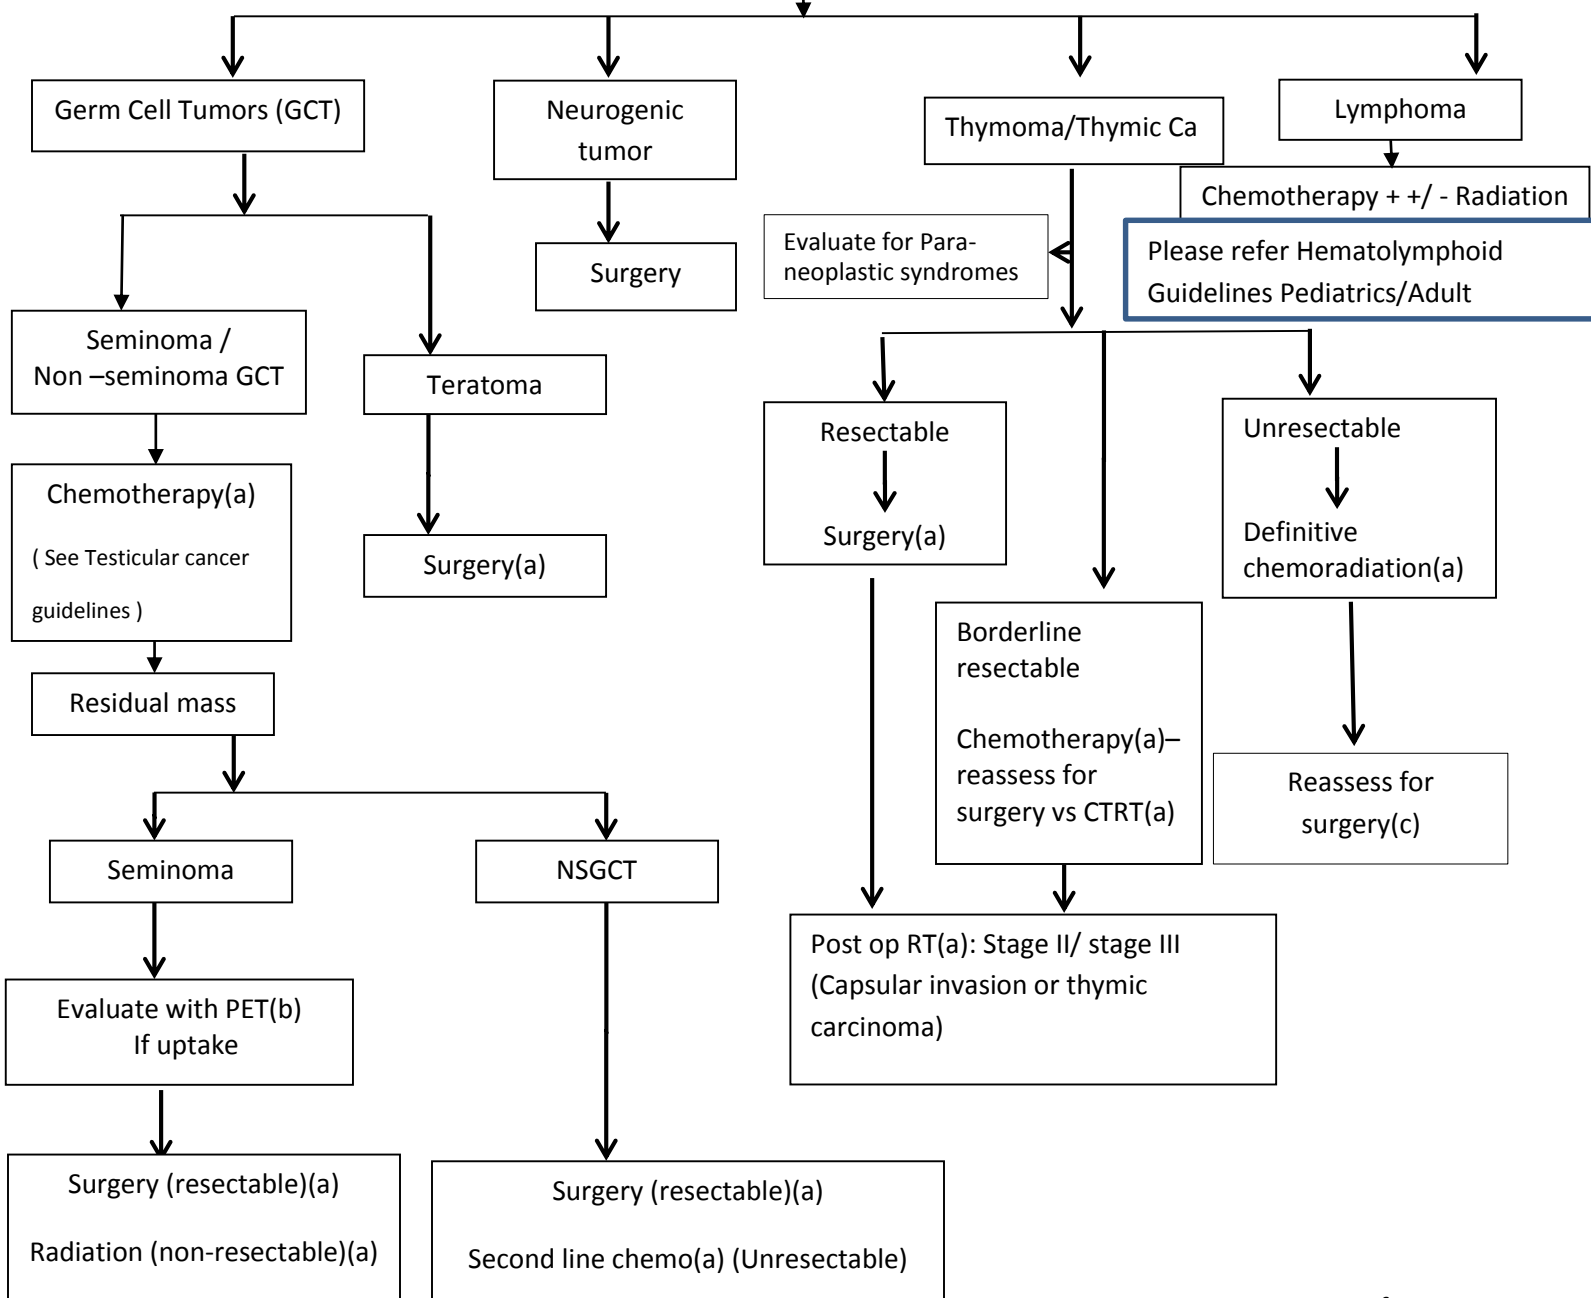 Germ Cell Tumors (GCT)
Neurogenic
tumor
Thymoma/Thymic Ca
Lymphoma
Chemotherapy + +/ - Radiation
Please refer Hematolymphoid
Guidelines Pediatrics/Adult
Evaluate for Para-
neoplastic syndromes
Surgery
Seminoma /
Non –seminoma GCT
Teratoma
Resectable
Surgery(a)
Unresectable
Definitive
chemoradiation(a)
Chemotherapy(a)
( See Testicular cancer
guidelines )
Surgery(a)
Borderline
resectable
Chemotherapy(a)–
reassess for
surgery vs CTRT(a)
Residual mass
Reassess for
surgery(c)
Seminoma
NSGCT
Post op RT(a): Stage II/ stage III
(Capsular invasion or thymic
carcinoma)
Evaluate with PET(b)
If uptake
Surgery (resectable)(a)
Radiation (non-resectable)(a)
Surgery (resectable)(a)
Second line chemo(a) (Unresectable)